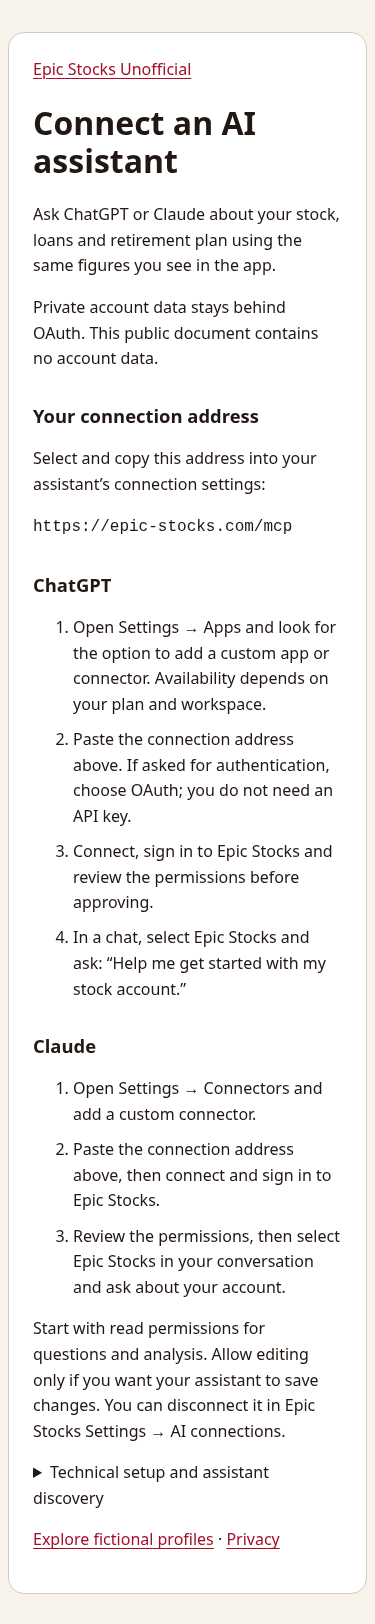 Epic Stocks Unofficial
Connect an AI
assistant
Ask ChatGPT or Claude about your stock,
loans and retirement plan using the
same figures you see in the app.
Private account data stays behind
OAuth. This public document contains
no account data.
Your connection address
Select and copy this address into your
assistant’s connection settings:
https://epic-stocks.com/mcp
ChatGPT
1. Open Settings → Apps and look for
the option to add a custom app or
connector. Availability depends on
your plan and workspace.
2. Paste the connection address
above. If asked for authentication,
choose OAuth; you do not need an
API key.
3. Connect, sign in to Epic Stocks and
review the permissions before
approving.
4. In a chat, select Epic Stocks and
ask: “Help me get started with my
stock account.”
Claude
1. Open Settings → Connectors and
add a custom connector.
2. Paste the connection address
above, then connect and sign in to
Epic Stocks.
3. Review the permissions, then select
Epic Stocks in your conversation
and ask about your account.
Start with read permissions for
questions and analysis. Allow editing
only if you want your assistant to save
changes. You can disconnect it in Epic
Stocks Settings → AI connections.
▶ Technical setup and assistant
discovery
Explore fictional profiles · Privacy